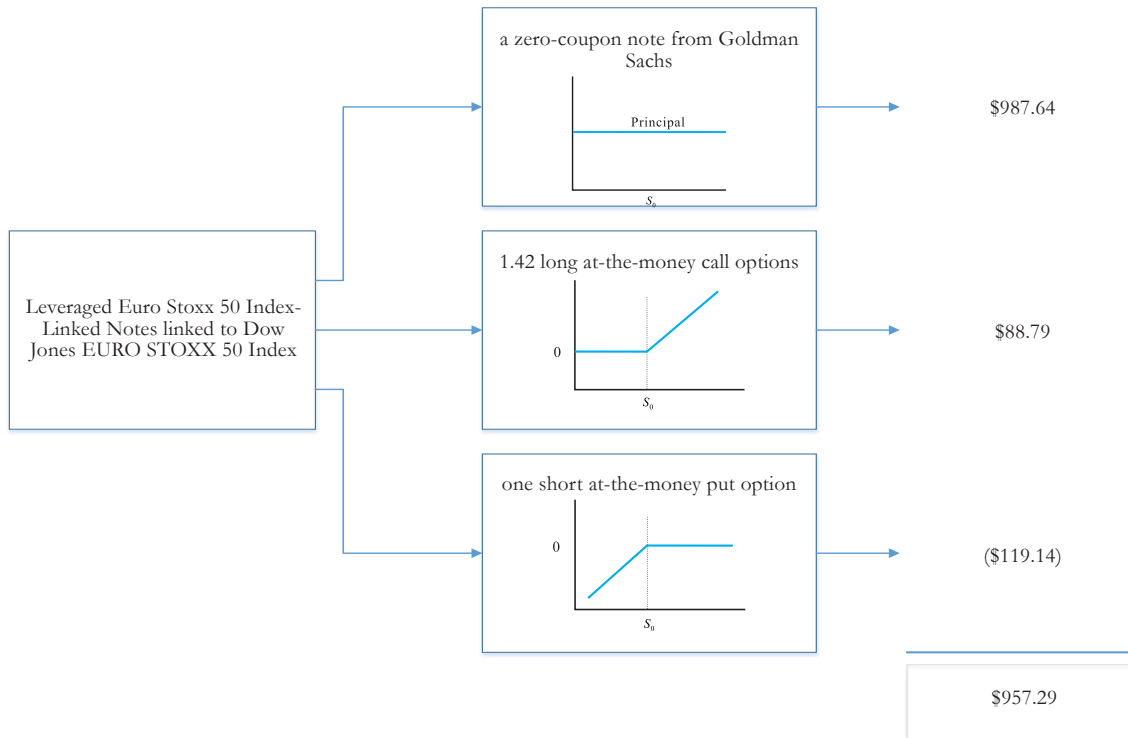 a zero-coupon note from Goldman
Sachs
Principal
S₀
$987.64
Leveraged Euro Stoxx 50 Index-
Linked Notes linked to Dow
Jones EURO STOXX 50 Index
1.42 long at-the-money call options
0
S₀
$88.79
one short at-the-money put option
0
S₀
($119.14)
$957.29